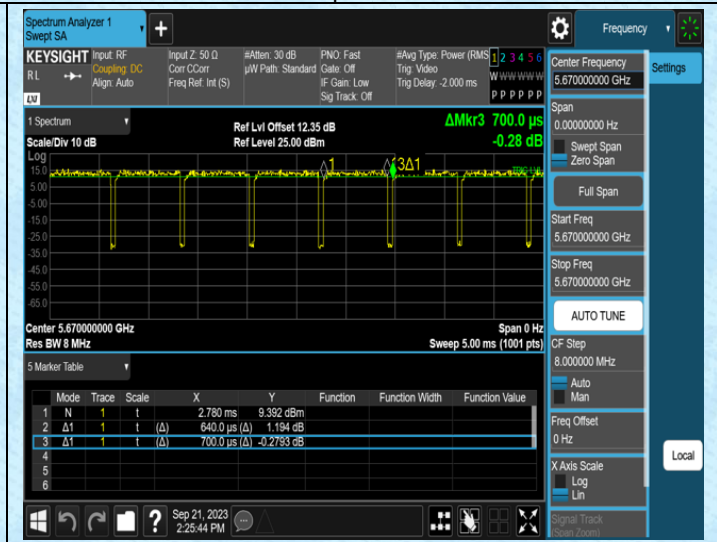 Spectrum Analyzer 1
Swept SA
+
Frequency
KEYSIGHT
RL
LXI
Input: RF
Coupling: DC
Align: Auto
Input Z: 50 Ω
Corr CCorr
Freq Ref: Int (S)
#Atten: 30 dB
µW Path: Standard
PNO: Fast
Gate: Off
IF Gain: Low
Sig Track: Off
#Avg Type: Power (RMS
Trig: Video
Trig Delay: -2.000 ms
1 2 3 4 5 6
W W W W W W
P P P P P P
1 Spectrum
Scale/Div 10 dB
Ref Lvl Offset 12.35 dB
Ref Level 25.00 dBm
ΔMkr3 700.0 µs
-0.28 dB
Log
15.0
5.00
-5.00
-15.0
-25.0
-35.0
-45.0
-55.0
-65.0
1
3Δ1
TRIG LVL
Center 5.670000000 GHz
Res BW 8 MHz
Span 0 Hz
Sweep 5.00 ms (1001 pts)
5 Marker Table
Mode Trace Scale X Y Function Function Width Function Value
1 N 1 t 2.780 ms 9.392 dBm
2 Δ1 1 t (Δ) 640.0 µs (Δ) 1.194 dB
3 Δ1 1 t (Δ) 700.0 µs (Δ) -0.2793 dB
4
5
6
Sep 21, 2023
2:25:44 PM
?
Center Frequency
5.670000000 GHz
Settings
Span
0.00000000 Hz
Swept Span
Zero Span
Full Span
Start Freq
5.670000000 GHz
Stop Freq
5.670000000 GHz
AUTO TUNE
CF Step
8.000000 MHz
Auto
Man
Freq Offset
0 Hz
X Axis Scale
Log
Lin
Local
Signal Track
(Span Zoom)